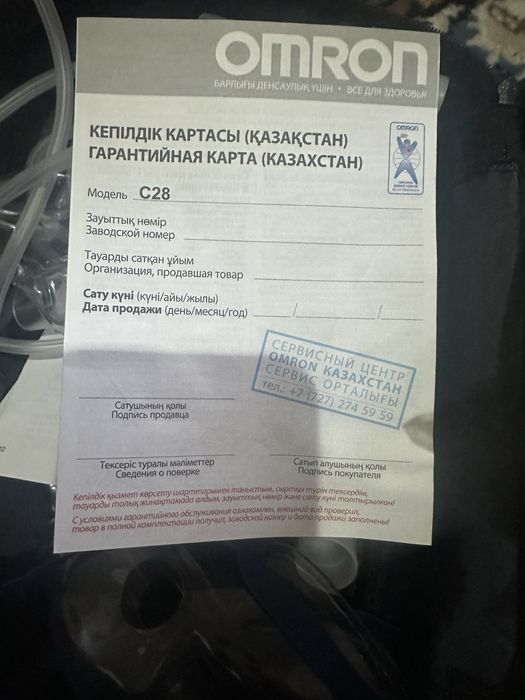 OMRON
БАРЛЫҒЫ ДЕНСАУЛЫҚ ҮШІН • ВСЕ ДЛЯ ЗДОРОВЬЯ
КЕПІЛДІК КАРТАСЫ (ҚАЗАҚСТАН)
ГАРАНТИЙНАЯ КАРТА (КАЗАХСТАН)
OMRON
Модель C28
Зауыттық нөмір
Заводской номер
Тауарды сатқан ұйым
Организация, продавшая товар
Сату күні (күні/айы/жылы)
Дата продажи (день/месяц/год) / /
СЕРВИСНЫЙ ЦЕНТР
OMRON КАЗАХСТАН
СЕРВИС ОРТАЛЫҒЫ
тел.: +7 (727) 274 59 59
Сатушының қолы
Подпись продавца
Тексеріс туралы мәліметтер
Сведения о поверке
Сатып алушының қолы
Подпись покупателя
Кепілдік қызмет көрсету шарттарымен таныстым, сыртқы түрін тексердім,
тауарды толық жинақтамада алдым, зауыттық нөмір және сату күні толтырылған!
С условиями гарантийного обслуживания ознакомлен, внешний вид проверил,
товар в полной комплектации получил, заводской номер и дата продажи заполнены!